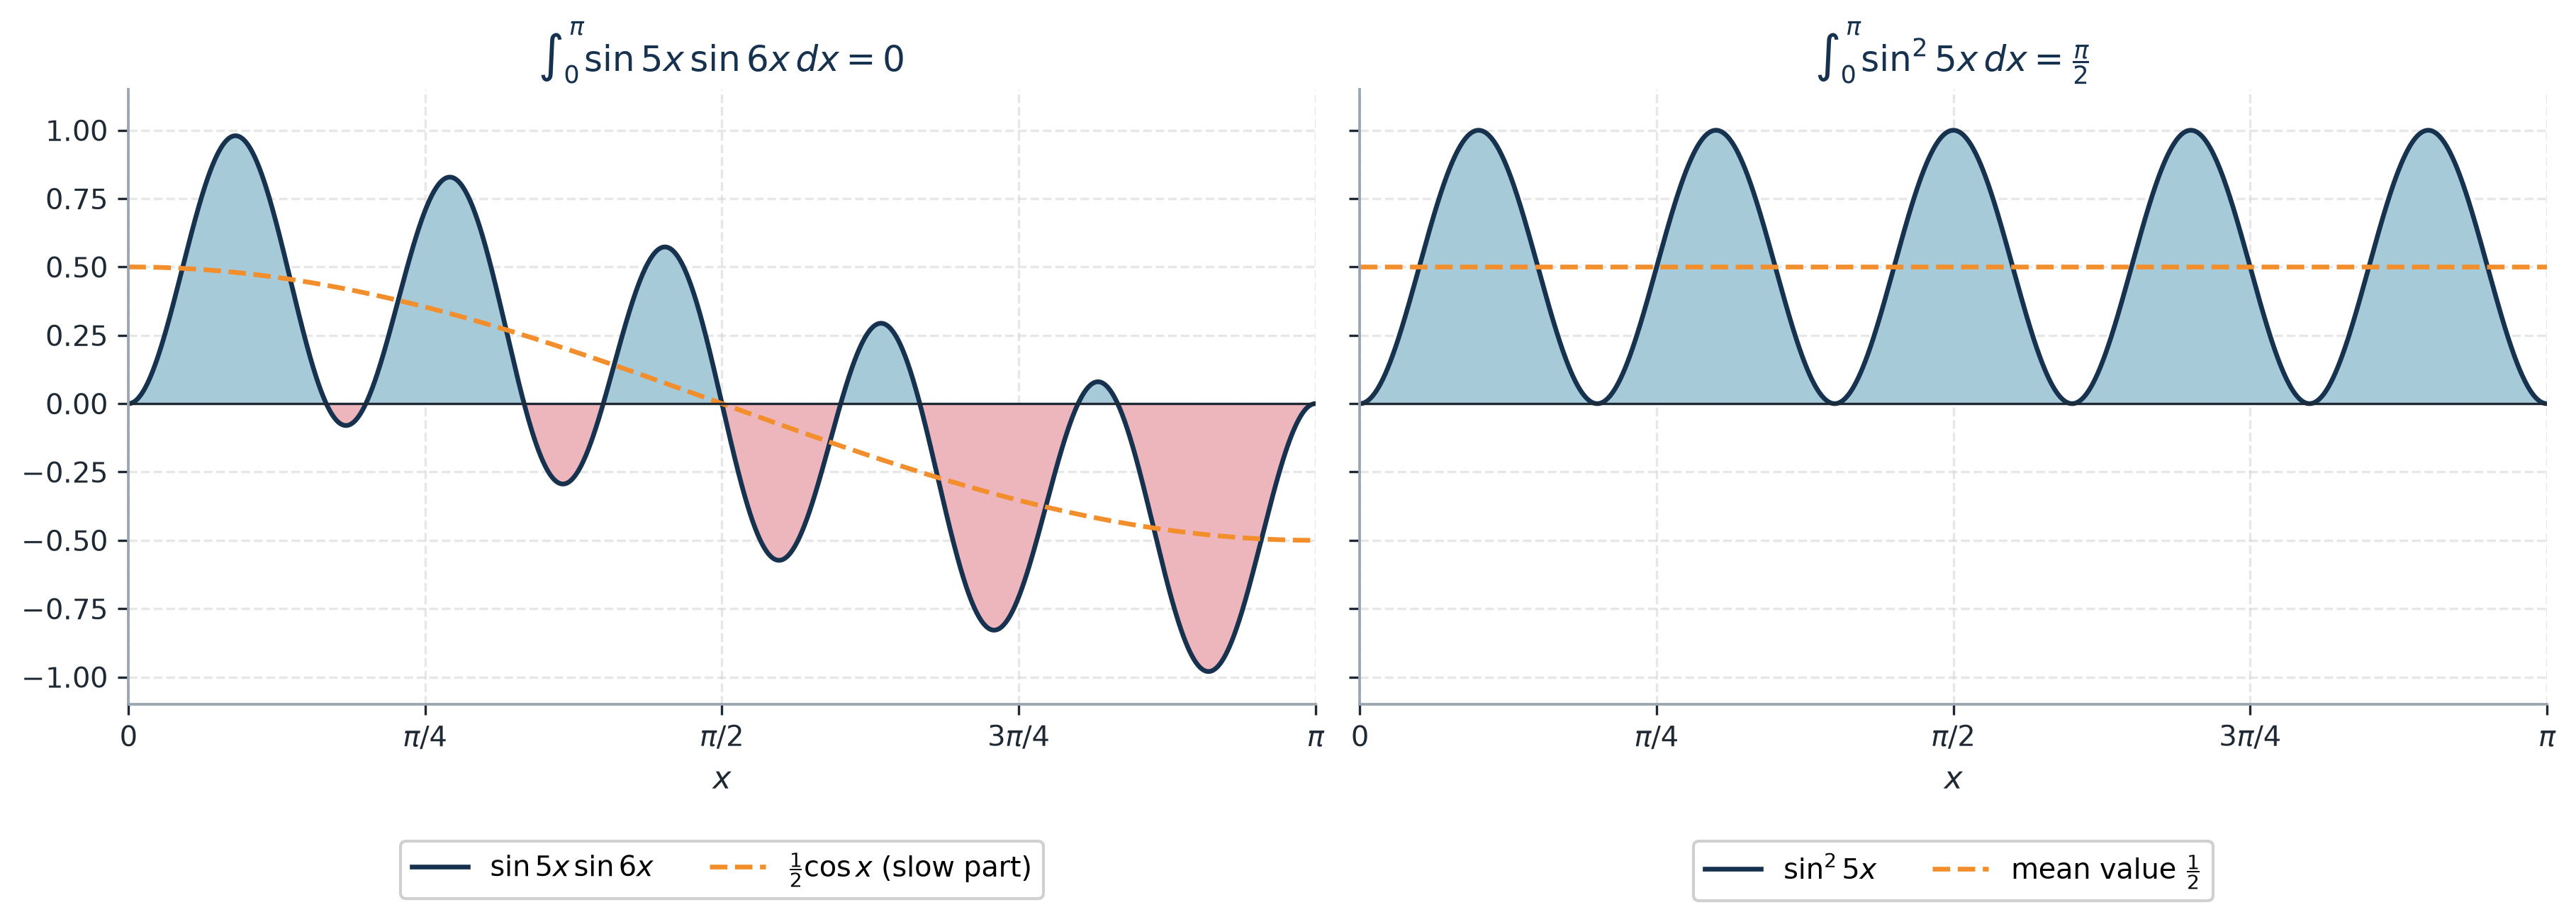 ∫₀^π sin 5x sin 6x dx = 0
1.00
0.75
0.50
0.25
0.00
−0.25
−0.50
−0.75
−1.00
0 π/4 π/2 3π/4 π
x
sin 5x sin 6x ½cos x (slow part)
∫₀^π sin² 5x dx = π/2
0 π/4 π/2 3π/4 π
x
sin² 5x mean value ½